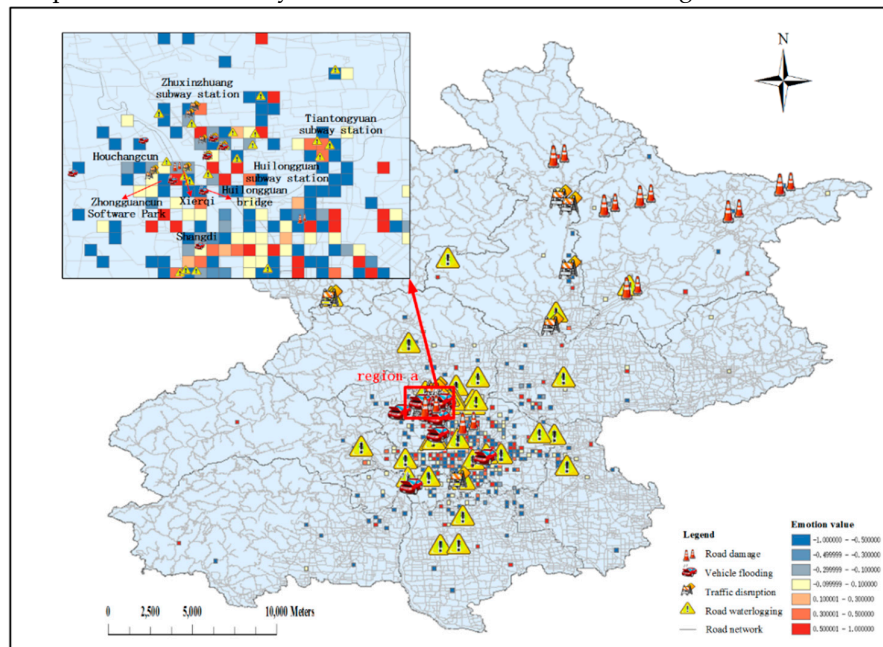 N
Zhuxinzhuang
subway station
Tiantongyuan
subway station
Houchangcun
Huilongguan
subway station
Zhongguancun
Software Park
Xierqi
Huilongguan
bridge
Shangdi
region a
Legend
Road damage
Vehicle flooding
Traffic disruption
Road waterlogging
Road network
Emotion value
-1.000000 - -0.500000
-0.499999 - -0.300000
-0.299999 - -0.100000
-0.099999 - 0.100000
0.100001 - 0.300000
0.300001 - 0.500000
0.500001 - 1.000000
0 2,500 5,000 10,000 Meters